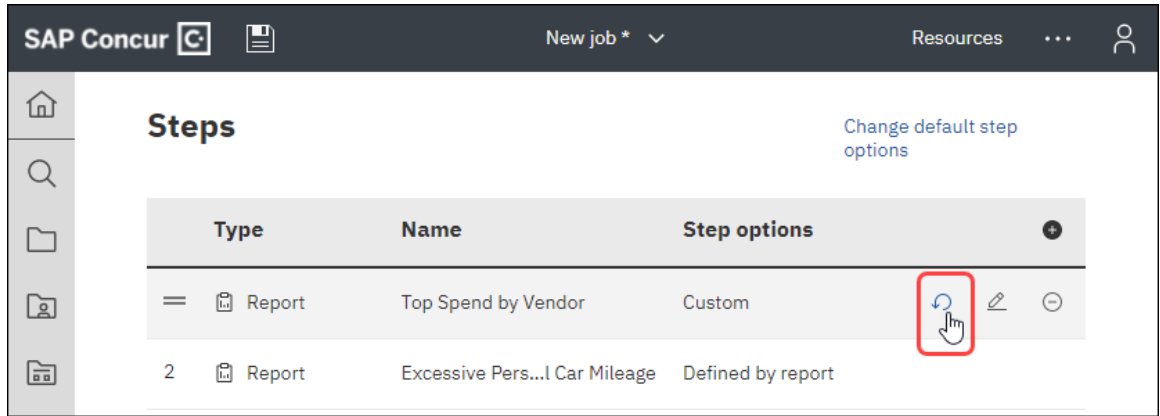 SAP Concur C New job * Resources ...
Steps
Change default step
options
Type Name Step options
Report Top Spend by Vendor Custom
2 Report Excessive Pers...l Car Mileage Defined by report